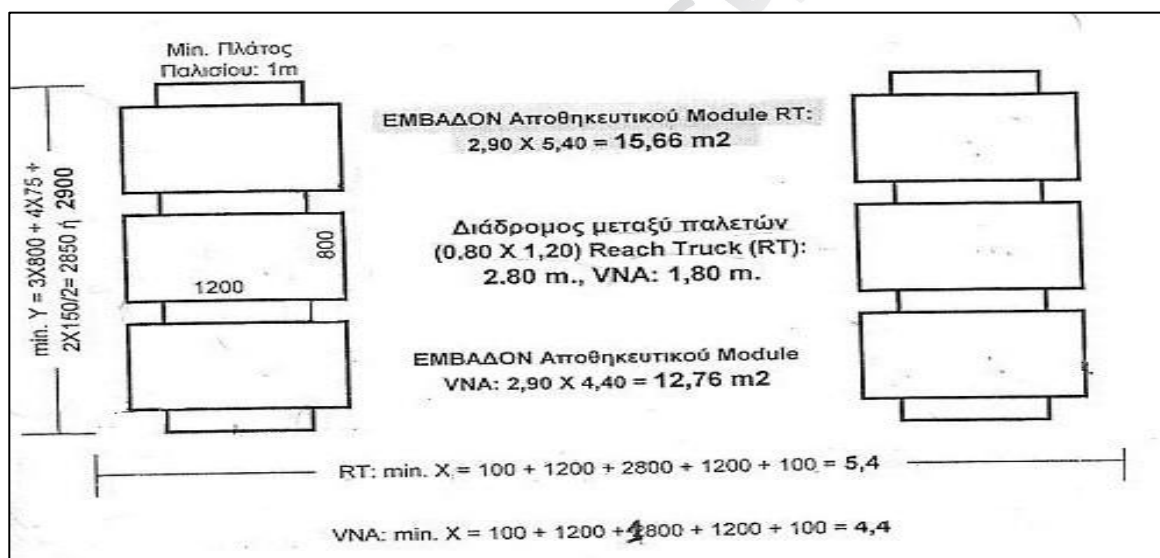 Min. Πλάτος
Παλισίου: 1m
ΕΜΒΑΔΟΝ Αποθηκευτικού Module RT:
2,90 X 5,40 = 15,66 m2
min. Y = 3X800 + 4X75 +
2X150/2= 2850 ή 2900
Διάδρομος μεταξύ παλετών
(0,80 X 1,20) Reach Truck (RT):
2.80 m., VNA: 1,80 m.
800
1200
ΕΜΒΑΔΟΝ Αποθηκευτικού Module
VNA: 2,90 X 4,40 = 12,76 m2
RT: min. X = 100 + 1200 + 2800 + 1200 + 100 = 5,4
VNA: min. X = 100 + 1200 + 1800 + 1200 + 100 = 4,4